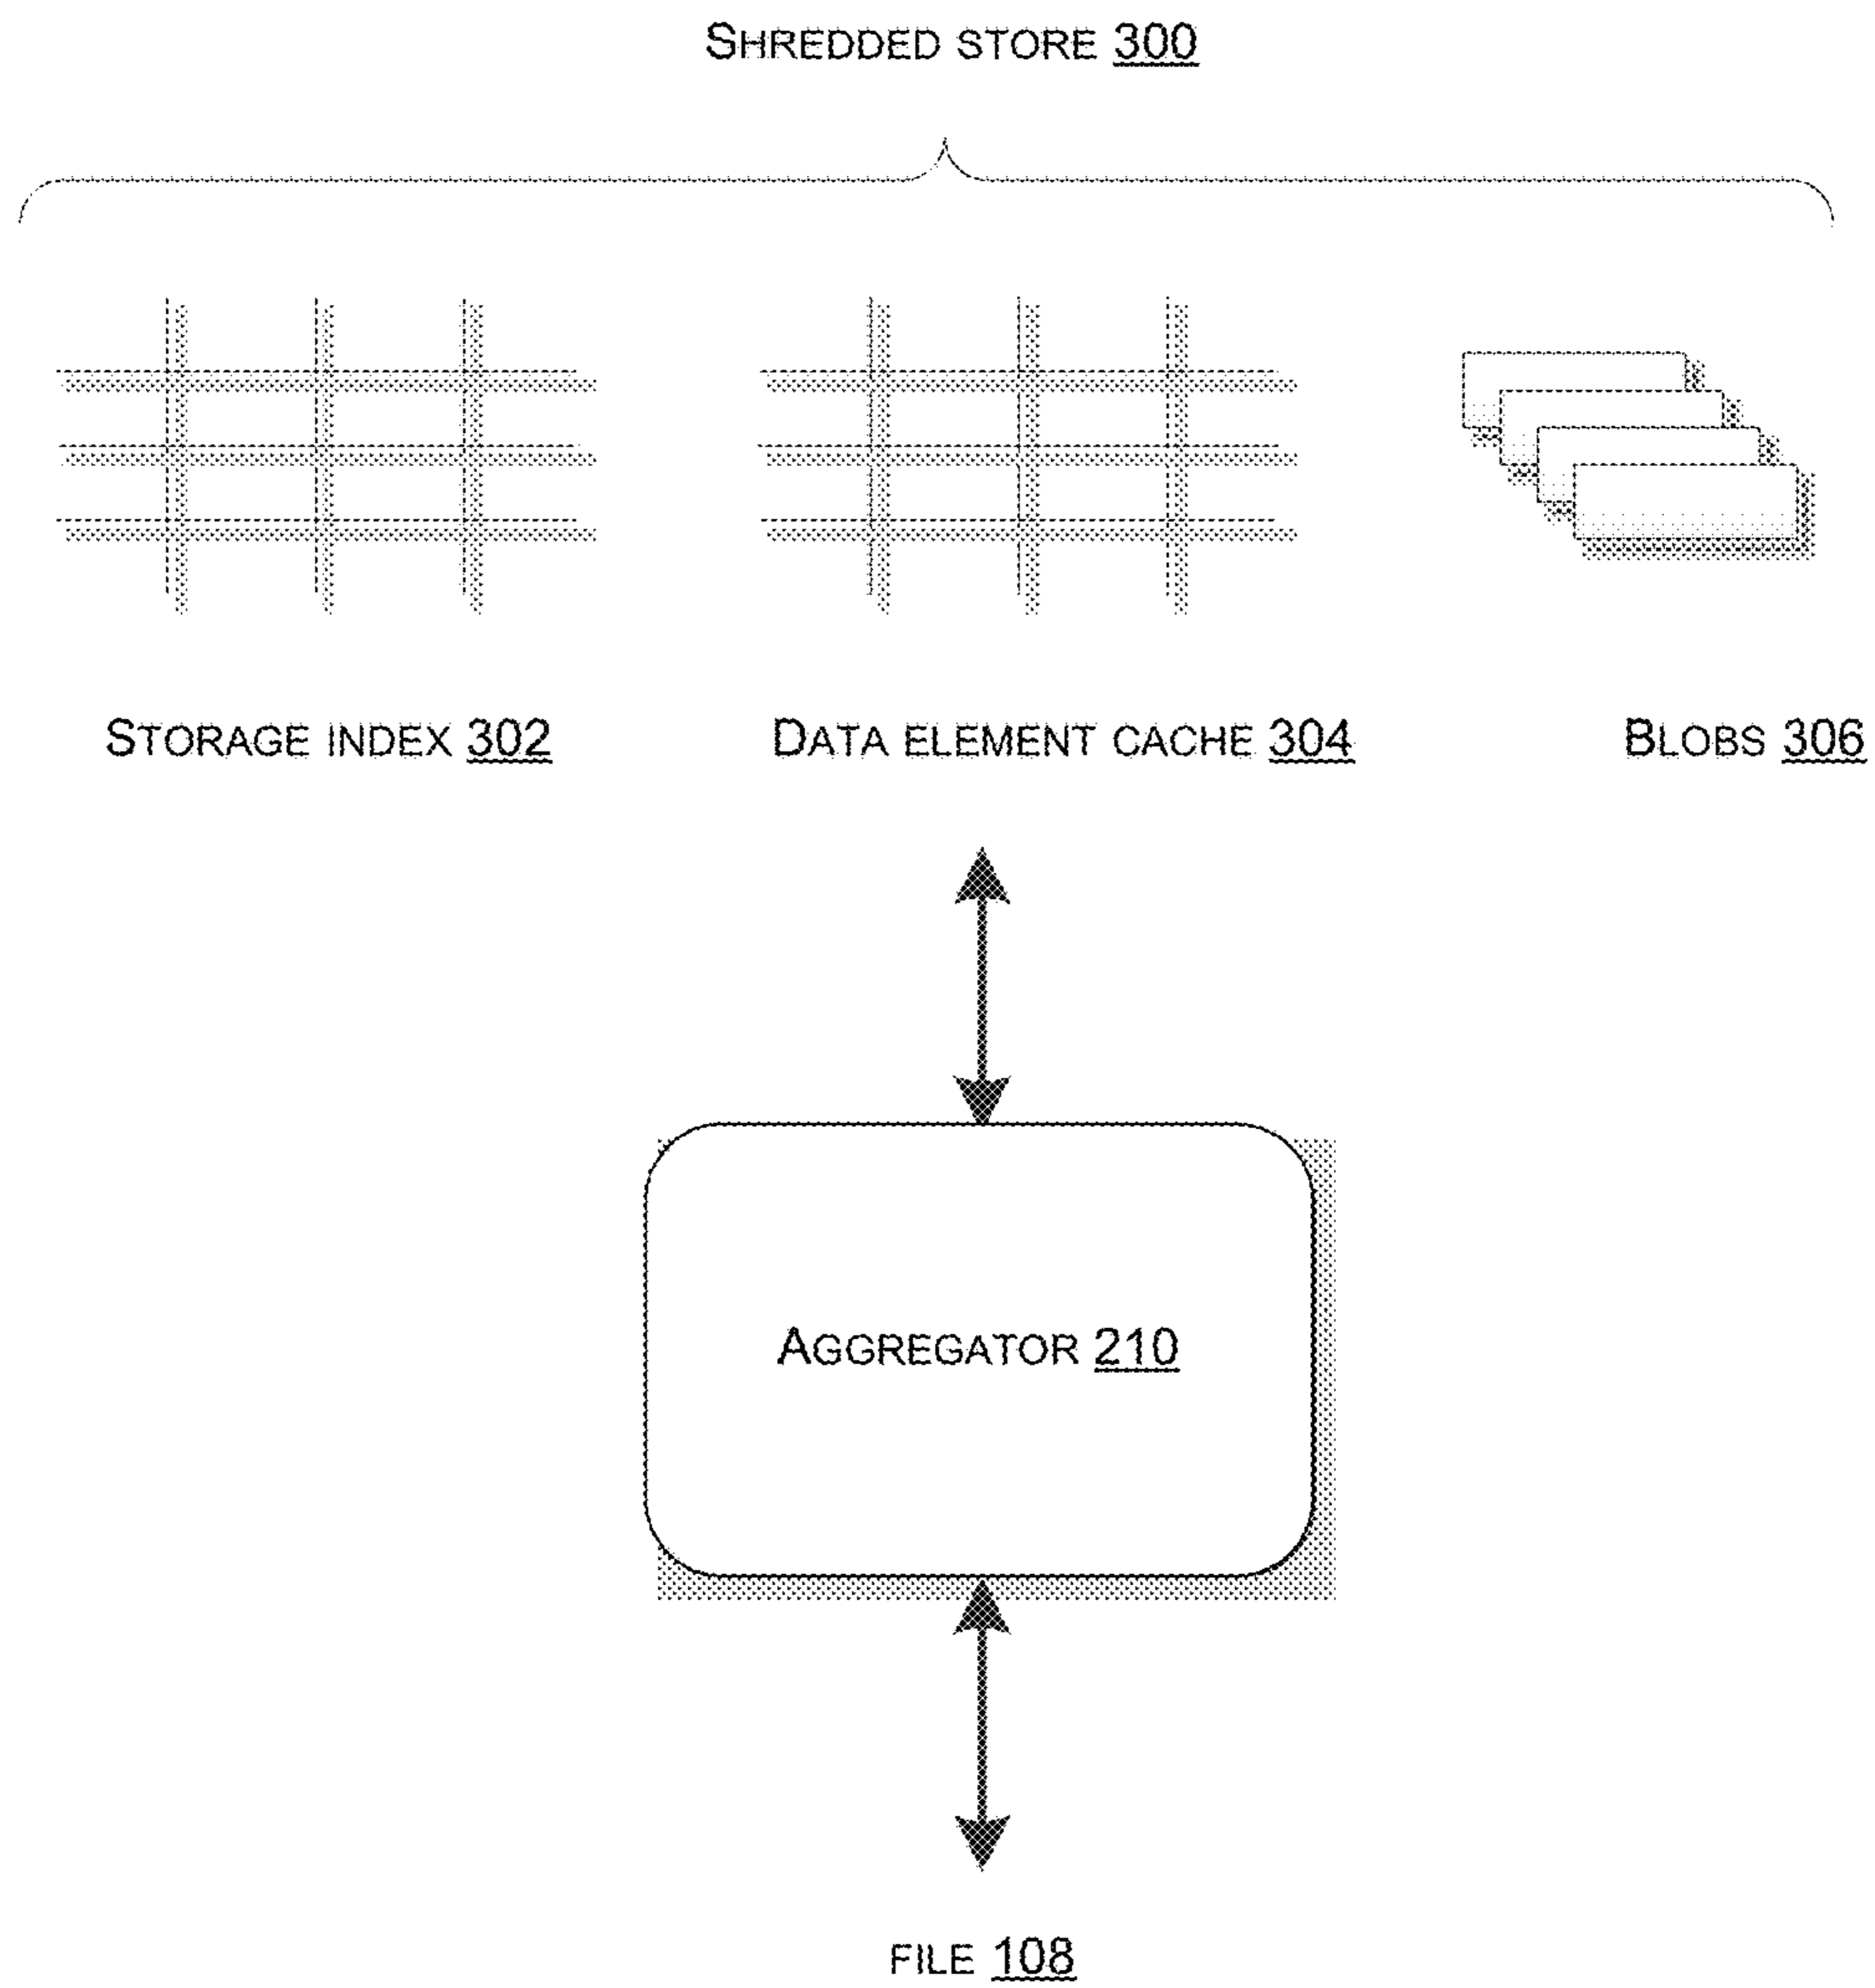 SHREDDED STORE 300
STORAGE INDEX 302
DATA ELEMENT CACHE 304
BLOBS 306
AGGREGATOR 210
FILE 108